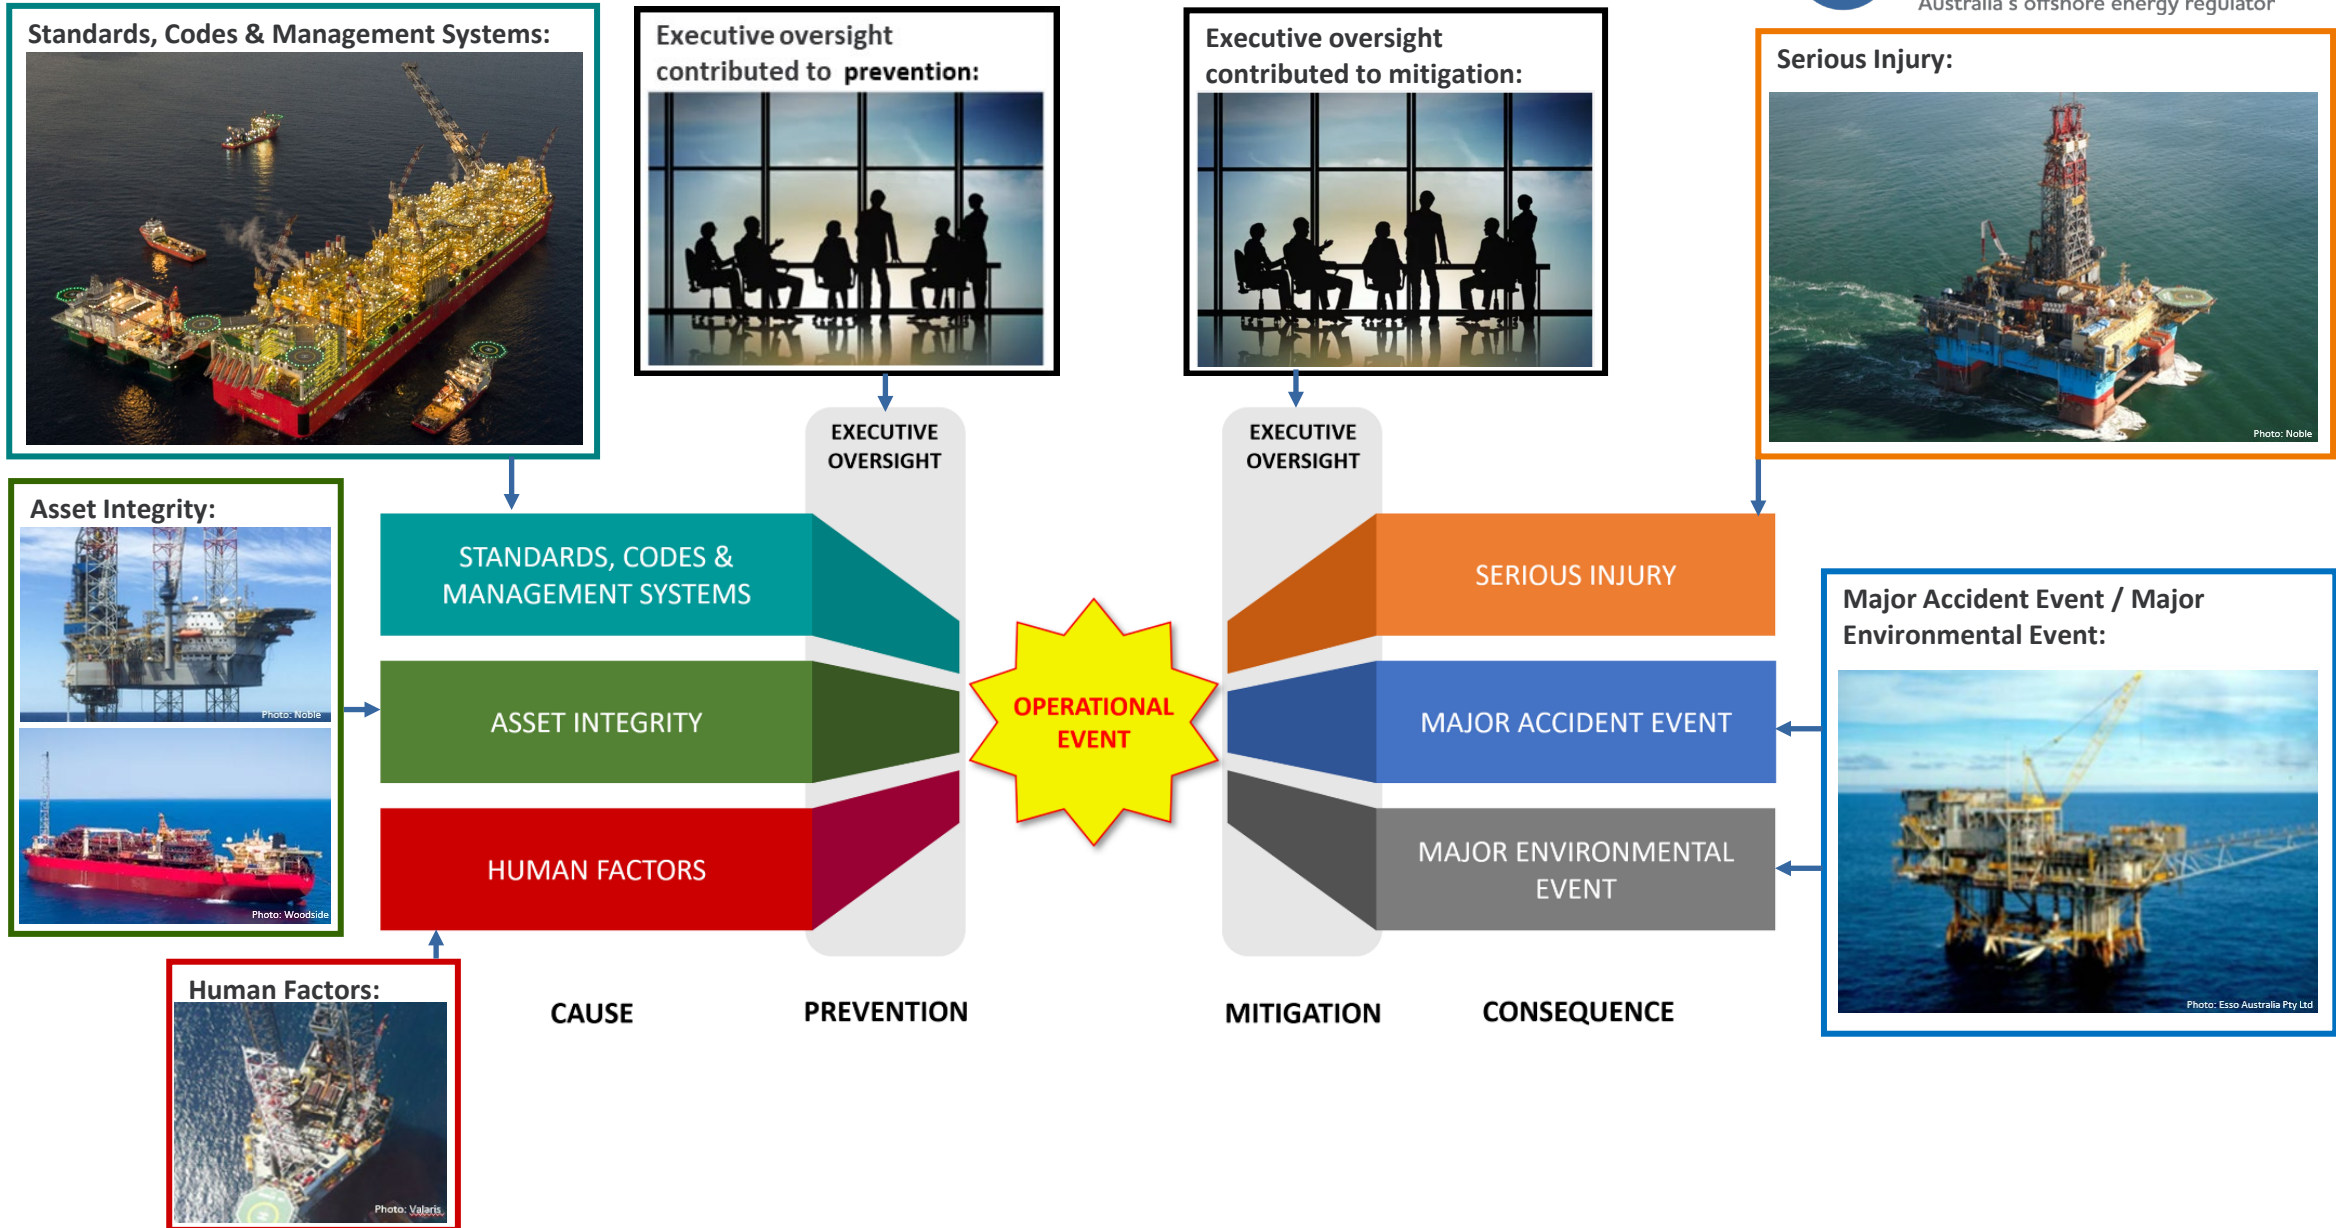 Australia's offshore energy regulator
Standards, Codes & Management Systems:
Executive oversight
contributed to prevention:
Executive oversight
contributed to mitigation:
Serious Injury:
Photo: Noble
EXECUTIVE
OVERSIGHT
EXECUTIVE
OVERSIGHT
Asset Integrity:
Photo: Noble
Photo: Woodside
STANDARDS, CODES &
MANAGEMENT SYSTEMS
ASSET INTEGRITY
HUMAN FACTORS
OPERATIONAL
EVENT
SERIOUS INJURY
MAJOR ACCIDENT EVENT
MAJOR ENVIRONMENTAL
EVENT
Major Accident Event / Major
Environmental Event:
Photo: Esso Australia Pty Ltd
Human Factors:
Photo: Valaris
CAUSE
PREVENTION
MITIGATION
CONSEQUENCE